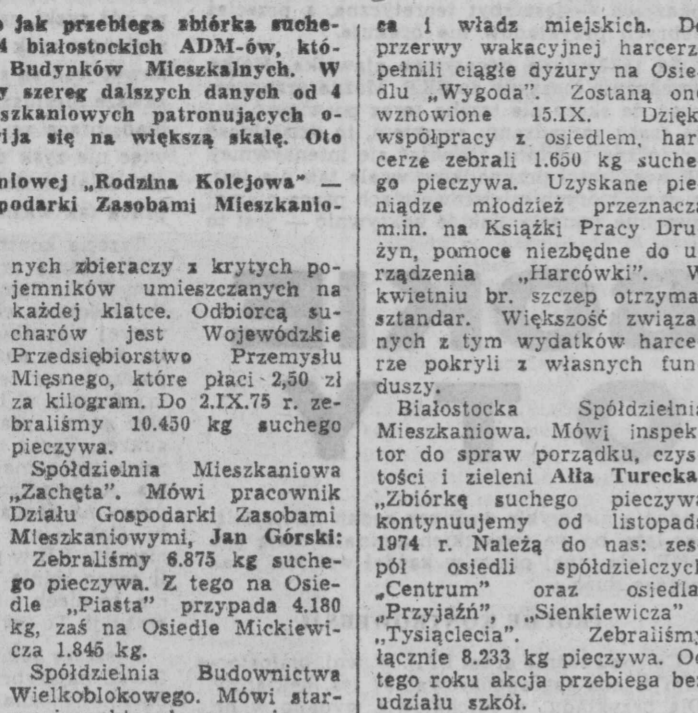 jak przebiega zbiórka suche-
4 białostockich ADM-ów, któ-
Budynków Mieszkalnych. W
y szereg dalszych danych od 4
szkaniowych patronujących o-
ija się na większą skalę. Oto
niowej „Rodzina Kolejowa" —
podarki Zasobami Mieszkanio-
nych zbieraczy z krytych po-
jemników umieszczanych na
każdej klatce. Odbiorcą su-
charów jest Wojewódzkie
Przedsiębiorstwo Przemysłu
Mięsnego, które płaci 2,50 zł
za kilogram. Do 2.IX.75 r. ze-
braliśmy 10.450 kg suchego
pieczywa.
Spółdzielnia Mieszkaniowa
„Zachęta". Mówi pracownik
Działu Gospodarki Zasobami
Mieszkaniowymi, Jan Górski:
Zebraliśmy 6.875 kg suche-
go pieczywa. Z tego na Osie-
dle „Piasta" przypada 4.180
kg, zaś na Osiedle Mickiewi-
cza 1.845 kg.
Spółdzielnia Budownictwa
Wielkoblokowego. Mówi star-
ca i władz miejskich. Do
przerwy wakacyjnej harcerz
pełnili ciągłe dyżury na Osie-
dlu „Wygoda". Zostaną one
wznowione 15.IX. Dzięk
współpracy z osiedlem, har
cerze zebrali 1.650 kg suche
go pieczywa. Uzyskane pie
niądze młodzież przeznacza
m.in. na Książki Pracy Dru
żyn, pomoce niezbędne do u
rządzenia „Harcówki". W
kwietniu br. szczep otrzyma
sztandar. Większość związa
nych z tym wydatków harce
rze pokryli z własnych fun
duszy.
Białostocka Spółdzielnia
Mieszkaniowa. Mówi inspek
tor do spraw porządku, czys
tości i zieleni Alla Turecka
„Zbiórkę suchego pieczywa
kontynuujemy od listopada
1974 r. Należą do nas: zes
pół osiedli spółdzielczych
„Centrum" oraz osiedla
„Przyjaźń", „Sienkiewicza"
„Tysiąclecia". Zebraliśmy
łącznie 8.233 kg pieczywa. Od
tego roku akcja przebiega bez
udziału szkół.